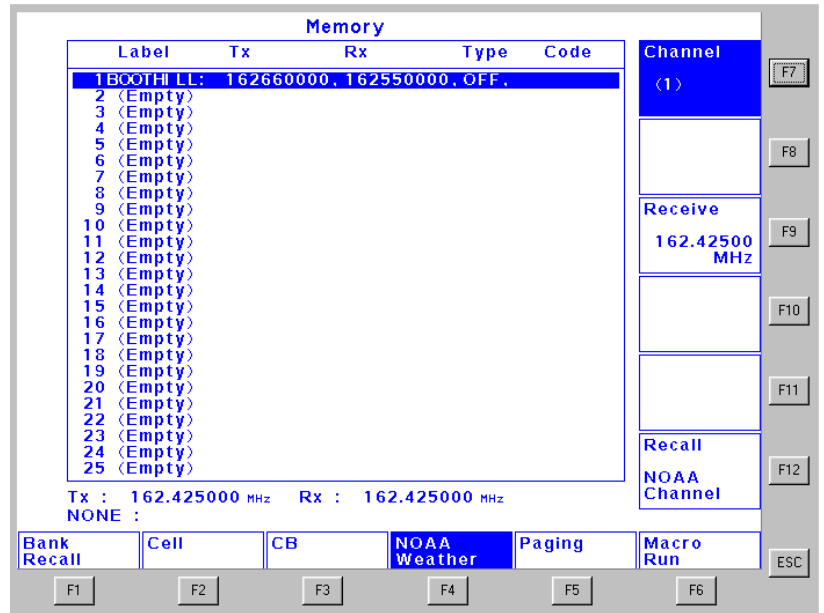 Memory
Label Tx Rx Type Code
1BOOTHILL: 162660000, 162550000, OFF,
2 (Empty)
3 (Empty)
4 (Empty)
5 (Empty)
6 (Empty)
7 (Empty)
8 (Empty)
9 (Empty)
10 (Empty)
11 (Empty)
12 (Empty)
13 (Empty)
14 (Empty)
15 (Empty)
16 (Empty)
17 (Empty)
18 (Empty)
19 (Empty)
20 (Empty)
21 (Empty)
22 (Empty)
23 (Empty)
24 (Empty)
25 (Empty)
Tx : 162.425000 MHz Rx : 162.425000 MHz
NONE :
Channel
(1)
Receive
162.42500
MHz
Recall
NOAA
Channel
F7
F8
F9
F10
F11
F12
ESC
Bank
Recall
Cell
CB
NOAA
Weather
Paging
Macro
Run
F1
F2
F3
F4
F5
F6